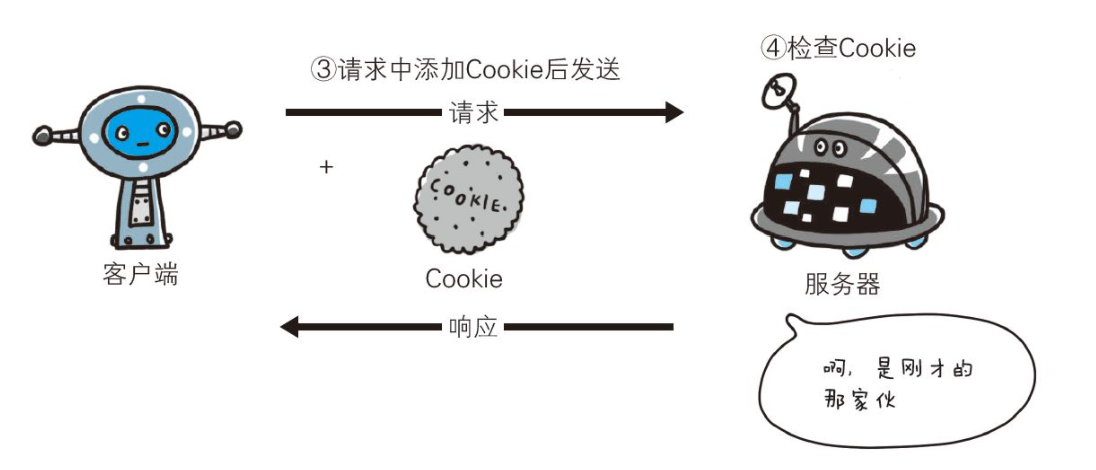 ④检查Cookie
③请求中添加Cookie后发送
请求
+
COOKIE.
客户端
Cookie
服务器
响应
啊,是刚才的
那家伙